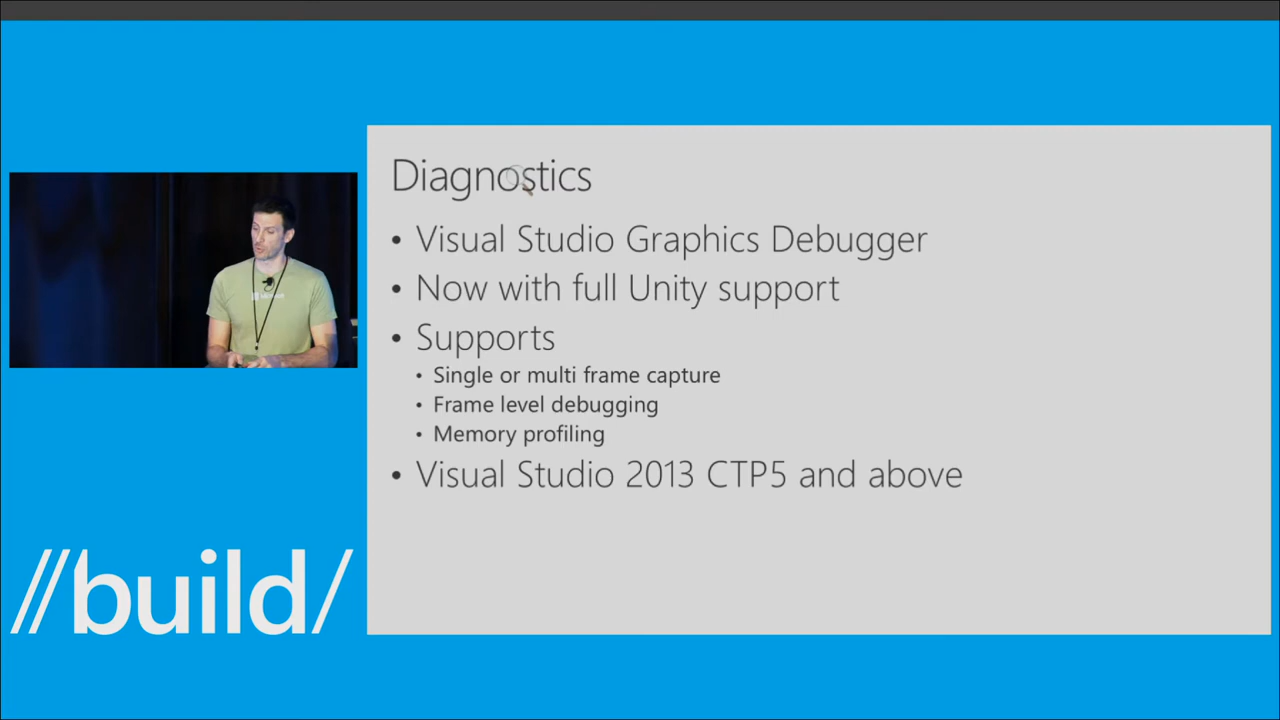 Diagnostics
• Visual Studio Graphics Debugger
• Now with full Unity support
• Supports
• Single or multi frame capture
• Frame level debugging
• Memory profiling
• Visual Studio 2013 CTP5 and above
//build/